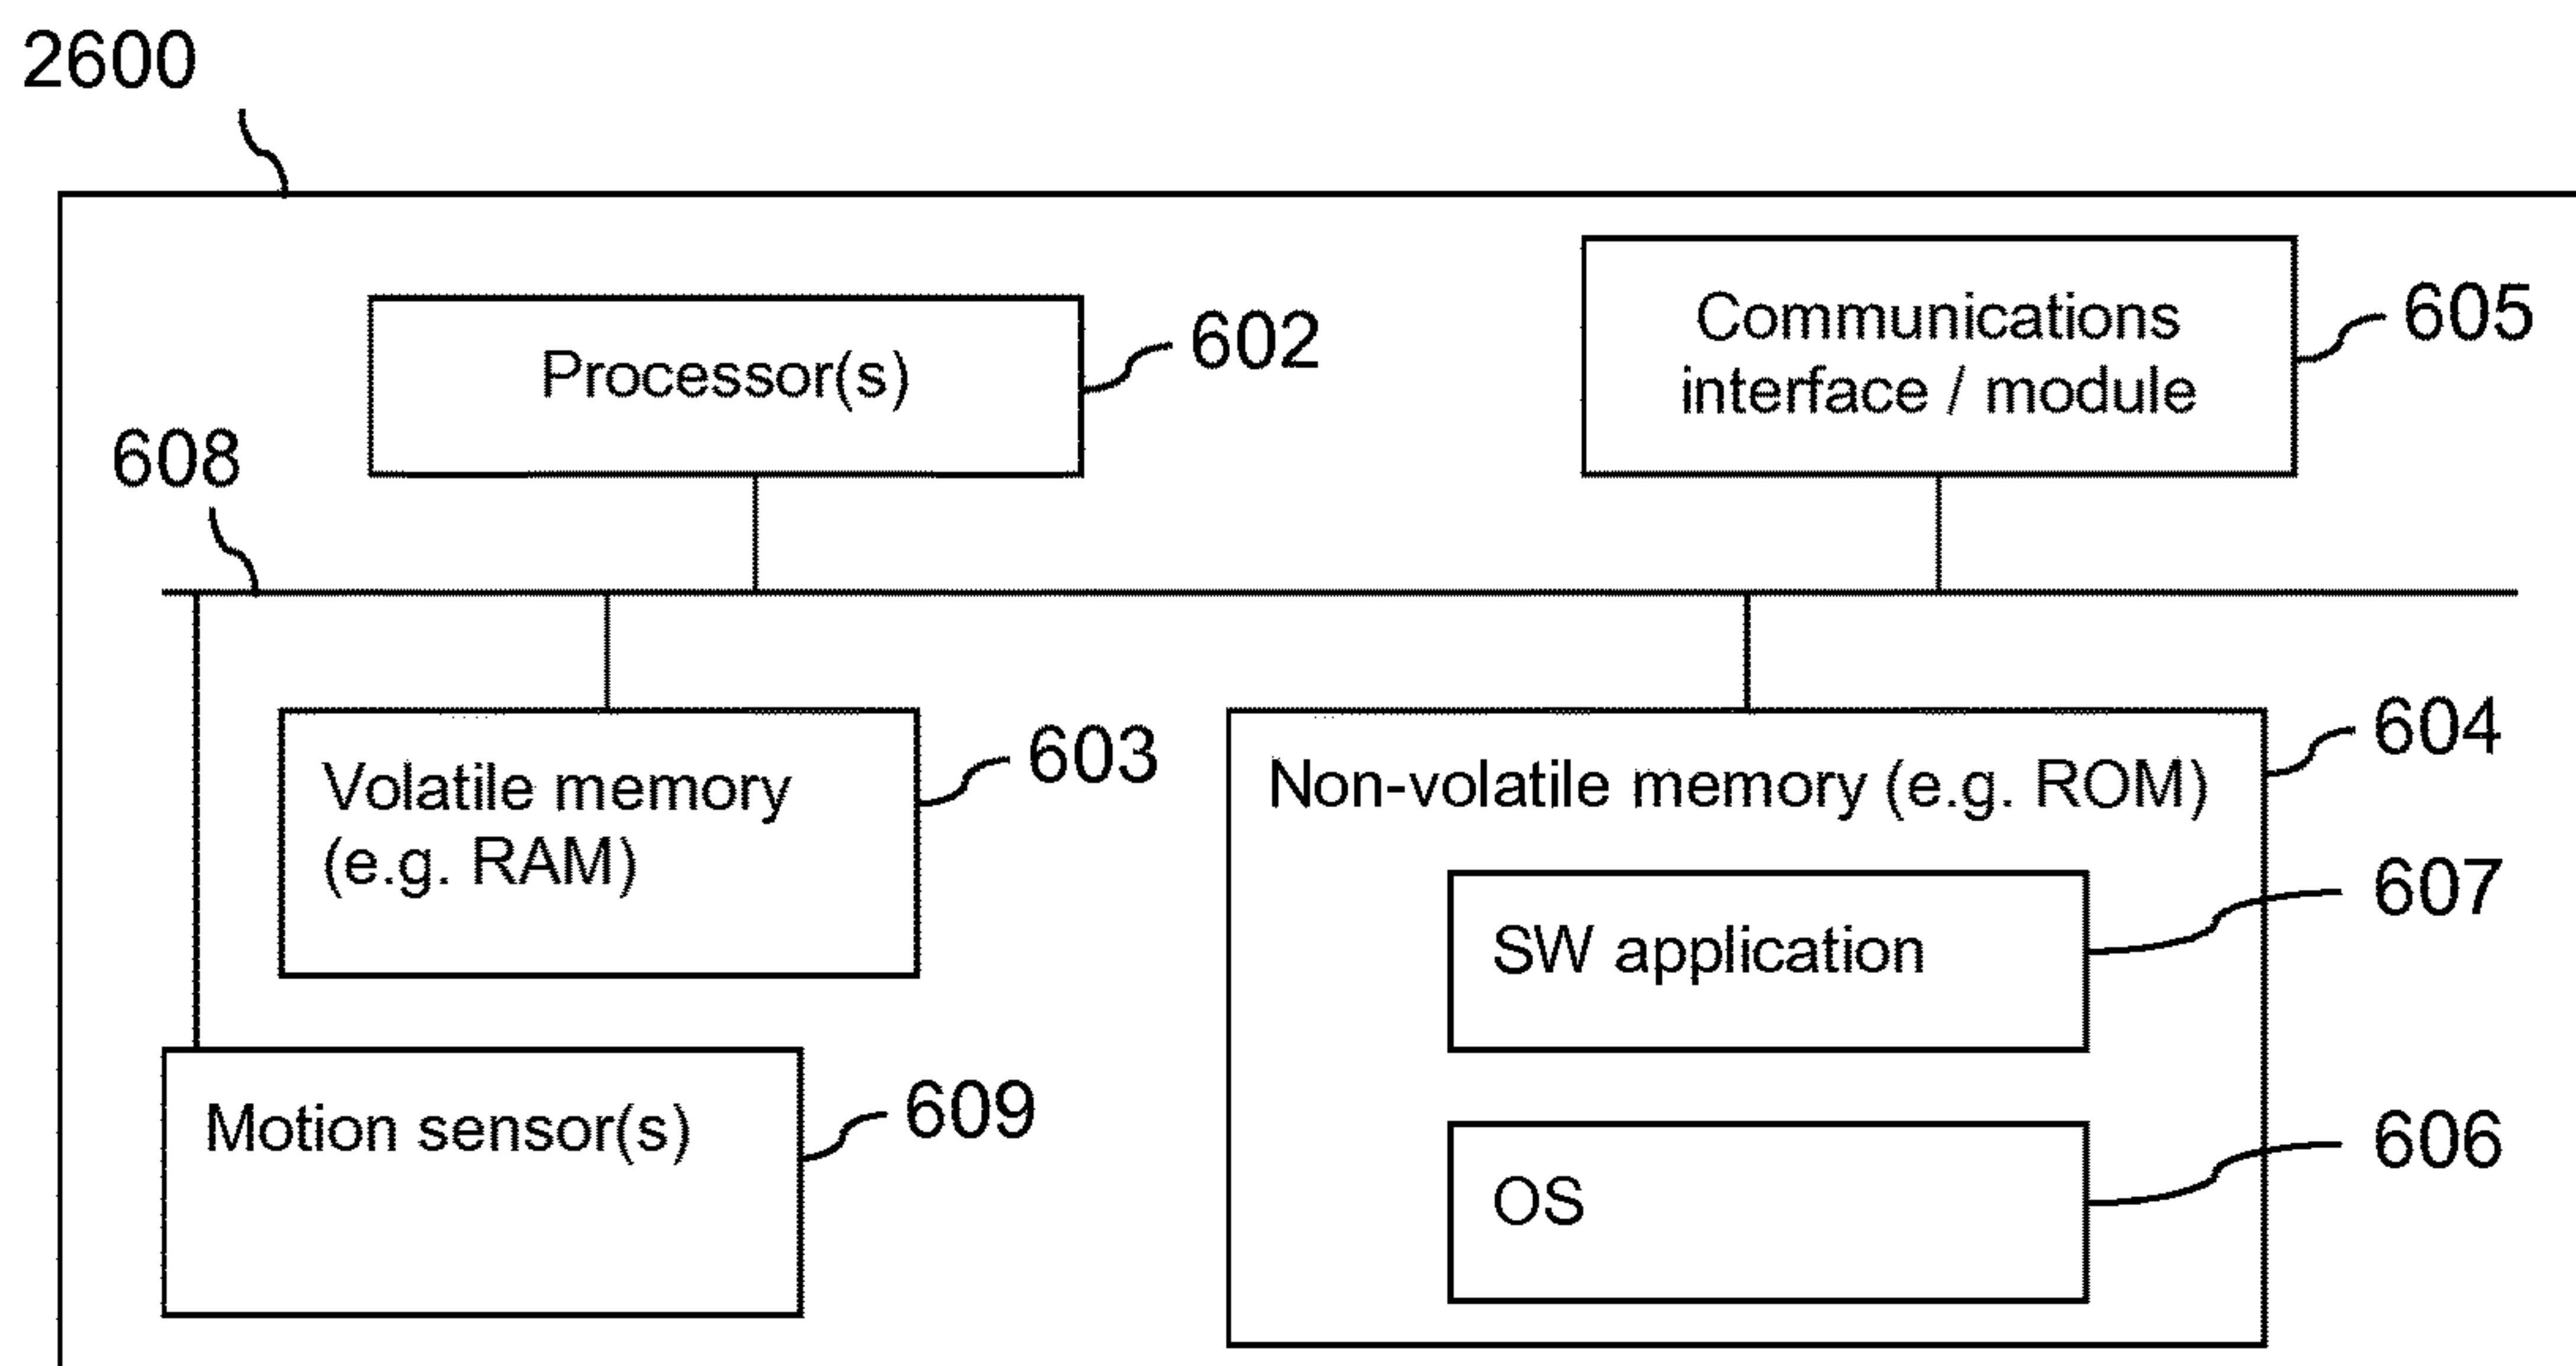 2600
Processor(s)
602
Communications
interface / module
605
608
Volatile memory
(e.g. RAM)
603
Non-volatile memory (e.g. ROM)
604
SW application
607
Motion sensor(s)
609
OS
606